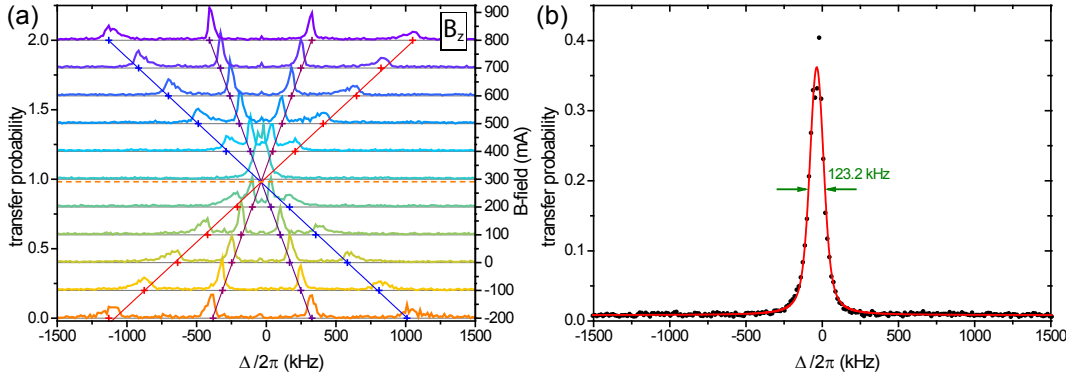 (a)
B_z
transfer probability
2.0
1.5
1.0
0.5
0.0
900
800
700
600
500
400
300
200
100
0
-100
-200
B-field (mA)
-1500 -1000 -500 0 500 1000 1500
Δ/2π (kHz)
(b)
transfer probability
0.4
0.3
0.2
0.1
0.0
123.2 kHz
-1500 -1000 -500 0 500 1000 1500
Δ/2π (kHz)